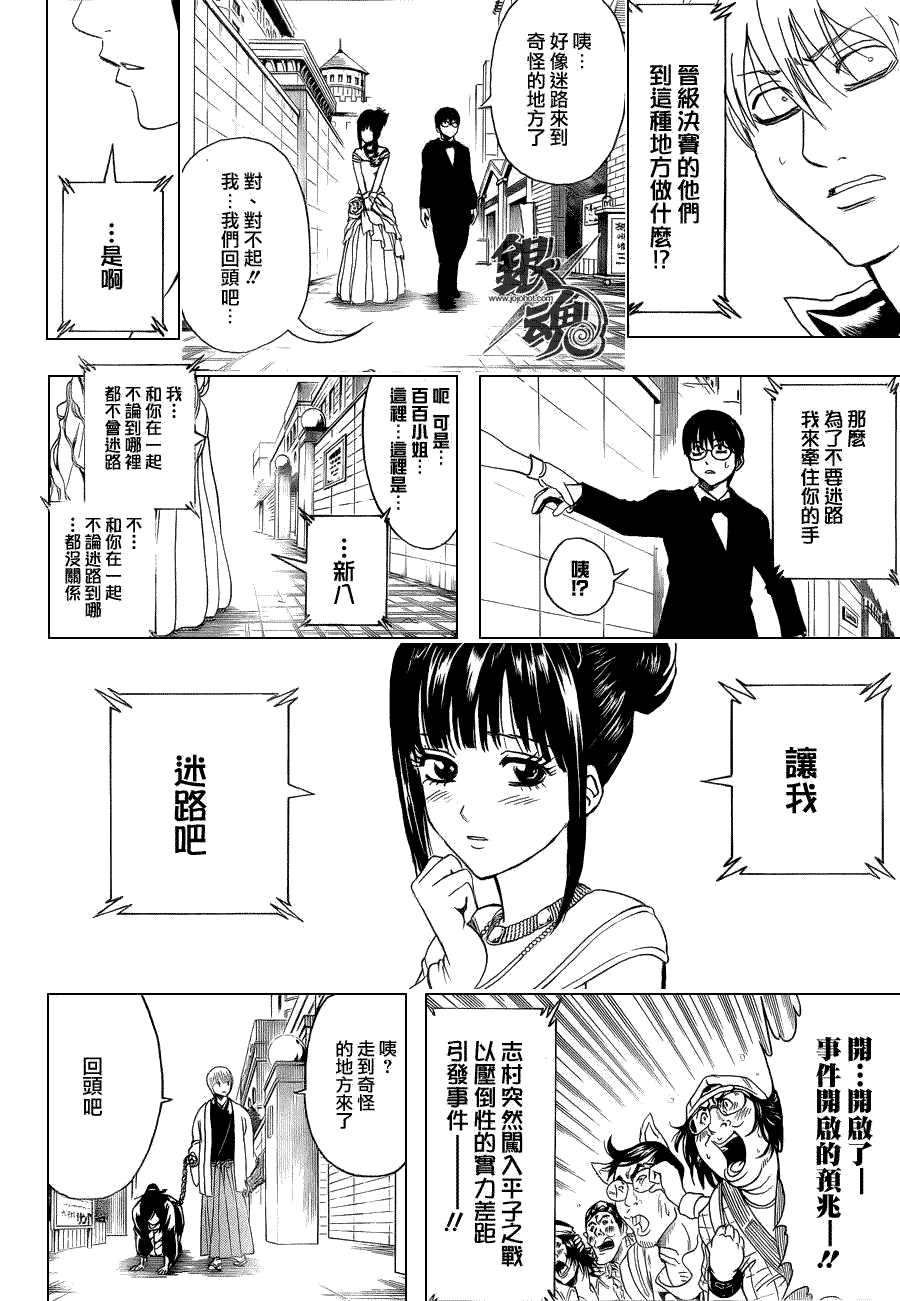 晉級決賽的他們
到這種地方做什麼!?
咦…
好像迷路來到
奇怪的地方了
對、對不起!!
我…我們回頭吧…
銀魂
www.jojohot.com
…是啊
那麼
為了不要迷路
我來牽住你的手
咦!?
呃 可是…
百百小姐…
這裡…這裡是…
…新八
我…
和你在一起
不論到哪裡
都不會迷路
不…
和你在一起
不論迷路到哪
…都沒關係
讓我
迷路吧
開…開啟了—
事件開啟的預兆—!!
志村突然闖入平子之戰
以壓倒性的實力差距
引發事件——!!
咦?
走到奇怪
的地方來了
回頭吧